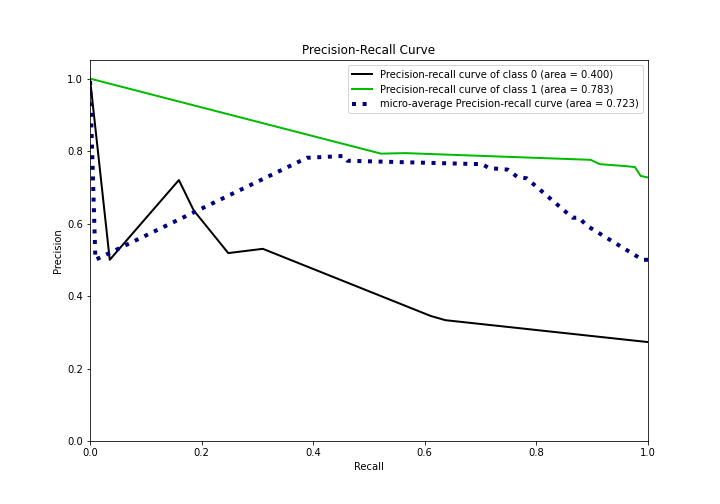 Precision-Recall Curve
Precision-recall curve of class 0 (area = 0.400)
Precision-recall curve of class 1 (area = 0.783)
micro-average Precision-recall curve (area = 0.723)
1.0
0.8
0.6
0.4
0.2
0.0
Precision
0.0 0.2 0.4 0.6 0.8 1.0
Recall